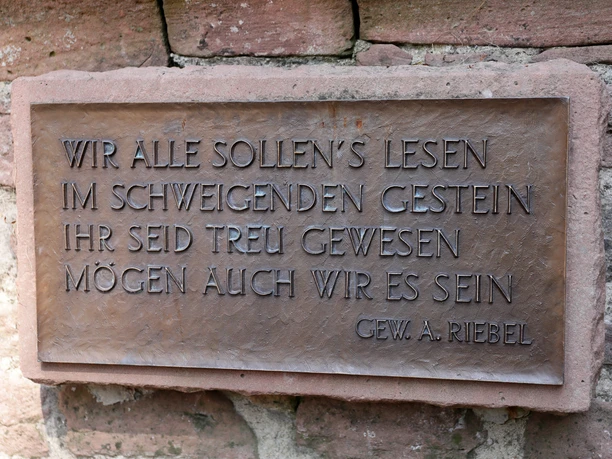 WIR ALLE SOLLEN'S LESEN
IM SCHWEIGENDEN GESTEIN
IHR SEID TREU GEWESEN
MÖGEN AUCH WIR ES SEIN
GEW. A. RIEBEL